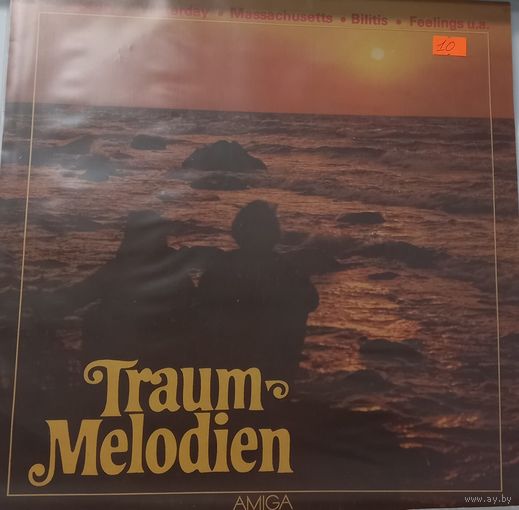 • Massachusetts • Bilitis • Feelings u.a.
10
Traum-
Melodien
AMIGA
www.ay.by